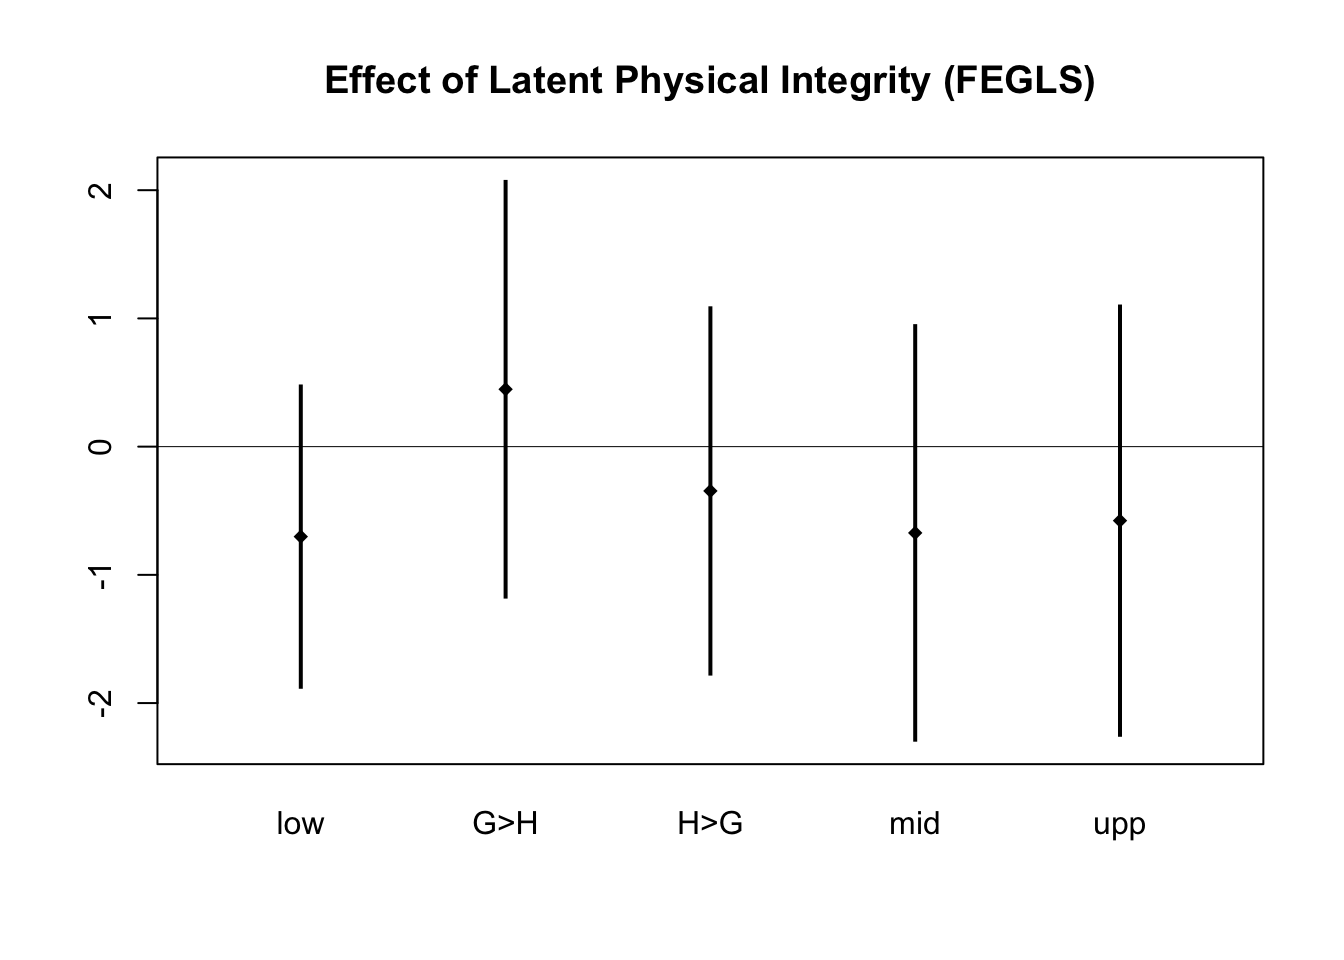 Effect of Latent Physical Integrity (FEGLS)
2
1
0
-1
-2
low G>H H>G mid upp